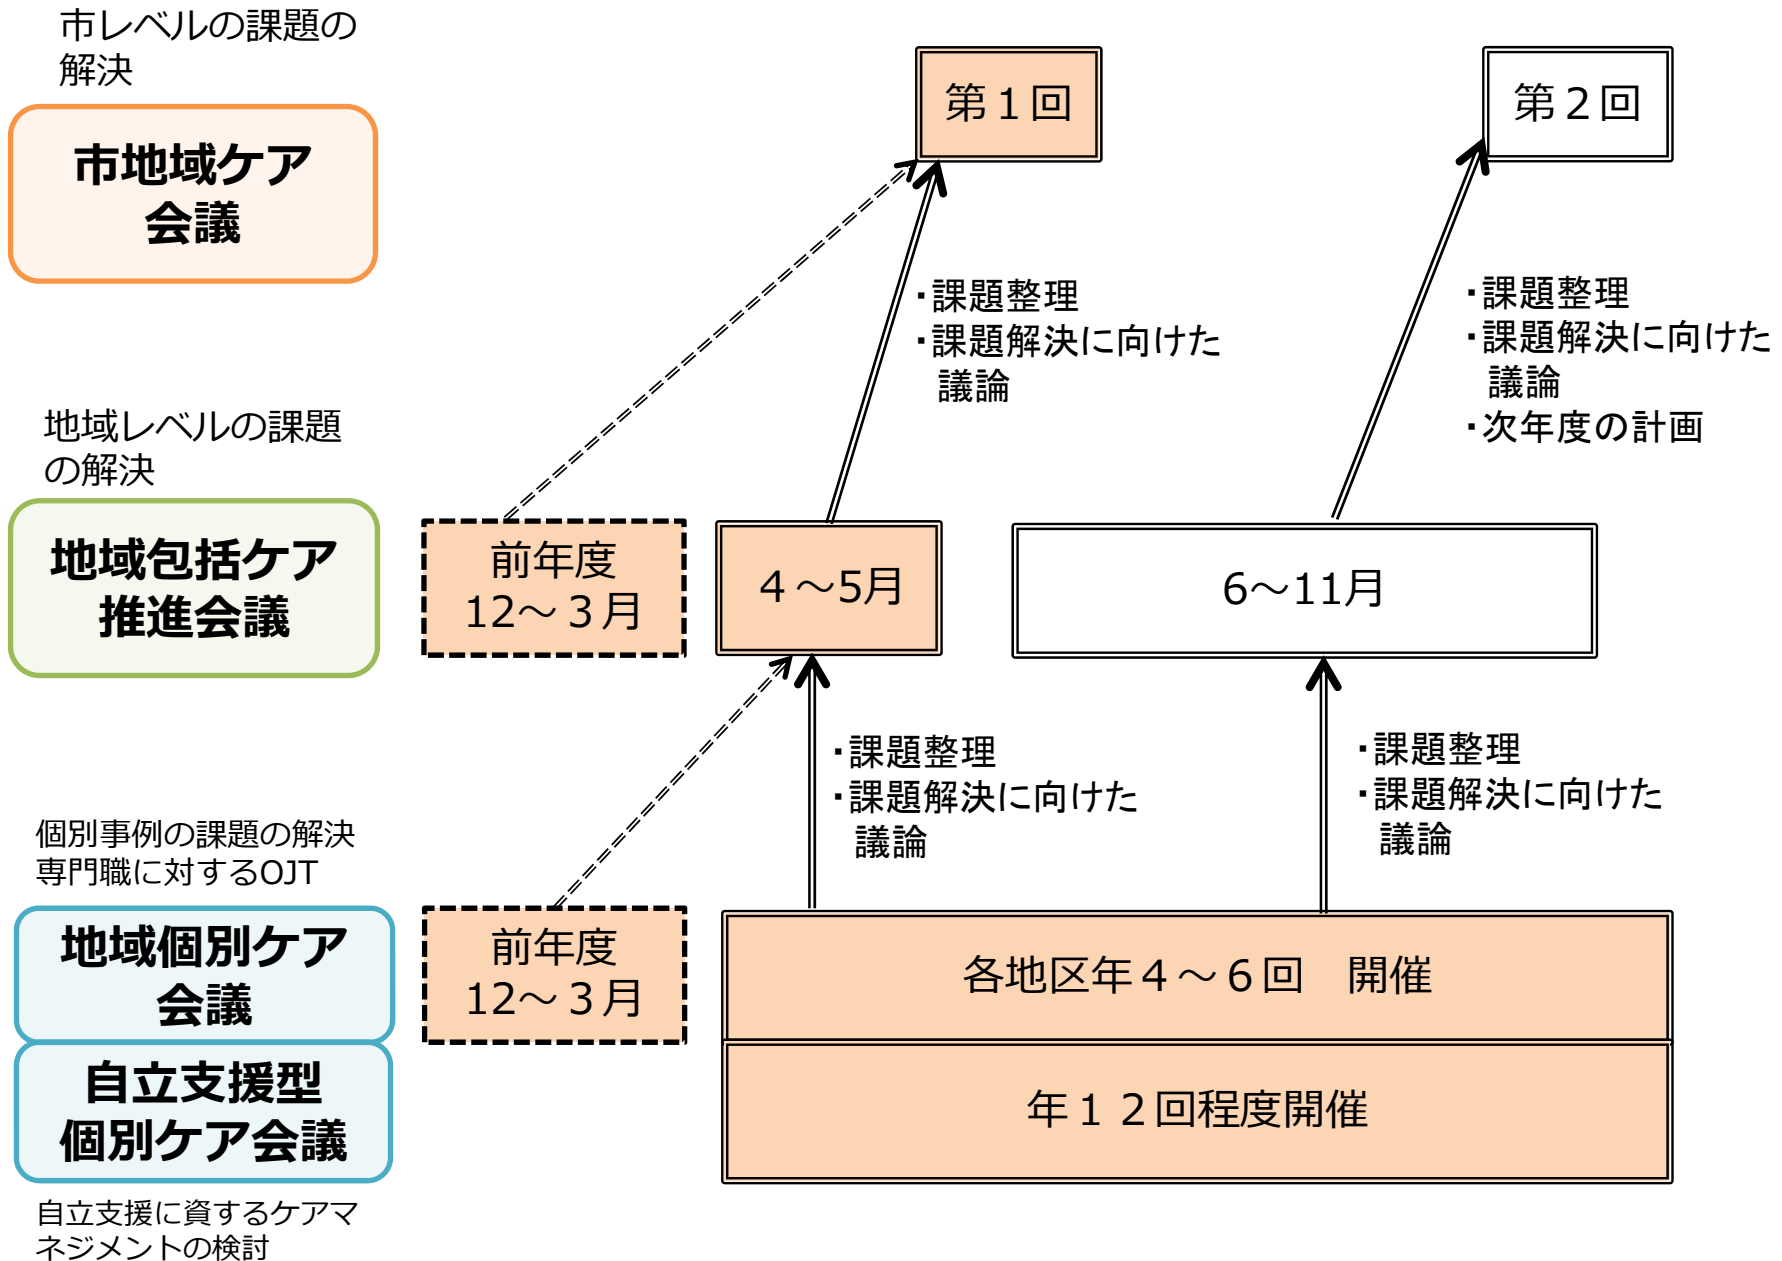 市レベルの課題の
解決
市地域ケア
会議
第１回
第２回
・課題整理
・課題解決に向けた
議論
・課題整理
・課題解決に向けた
議論
・次年度の計画
地域レベルの課題
の解決
地域包括ケア
推進会議
前年度
12～３月
４～5月
6～11月
・課題整理
・課題解決に向けた
議論
・課題整理
・課題解決に向けた
議論
個別事例の課題の解決
専門職に対するOJT
地域個別ケア
会議
前年度
12～３月
各地区年４～６回　開催
自立支援型
個別ケア会議
年１２回程度開催
自立支援に資するケアマ
ネジメントの検討